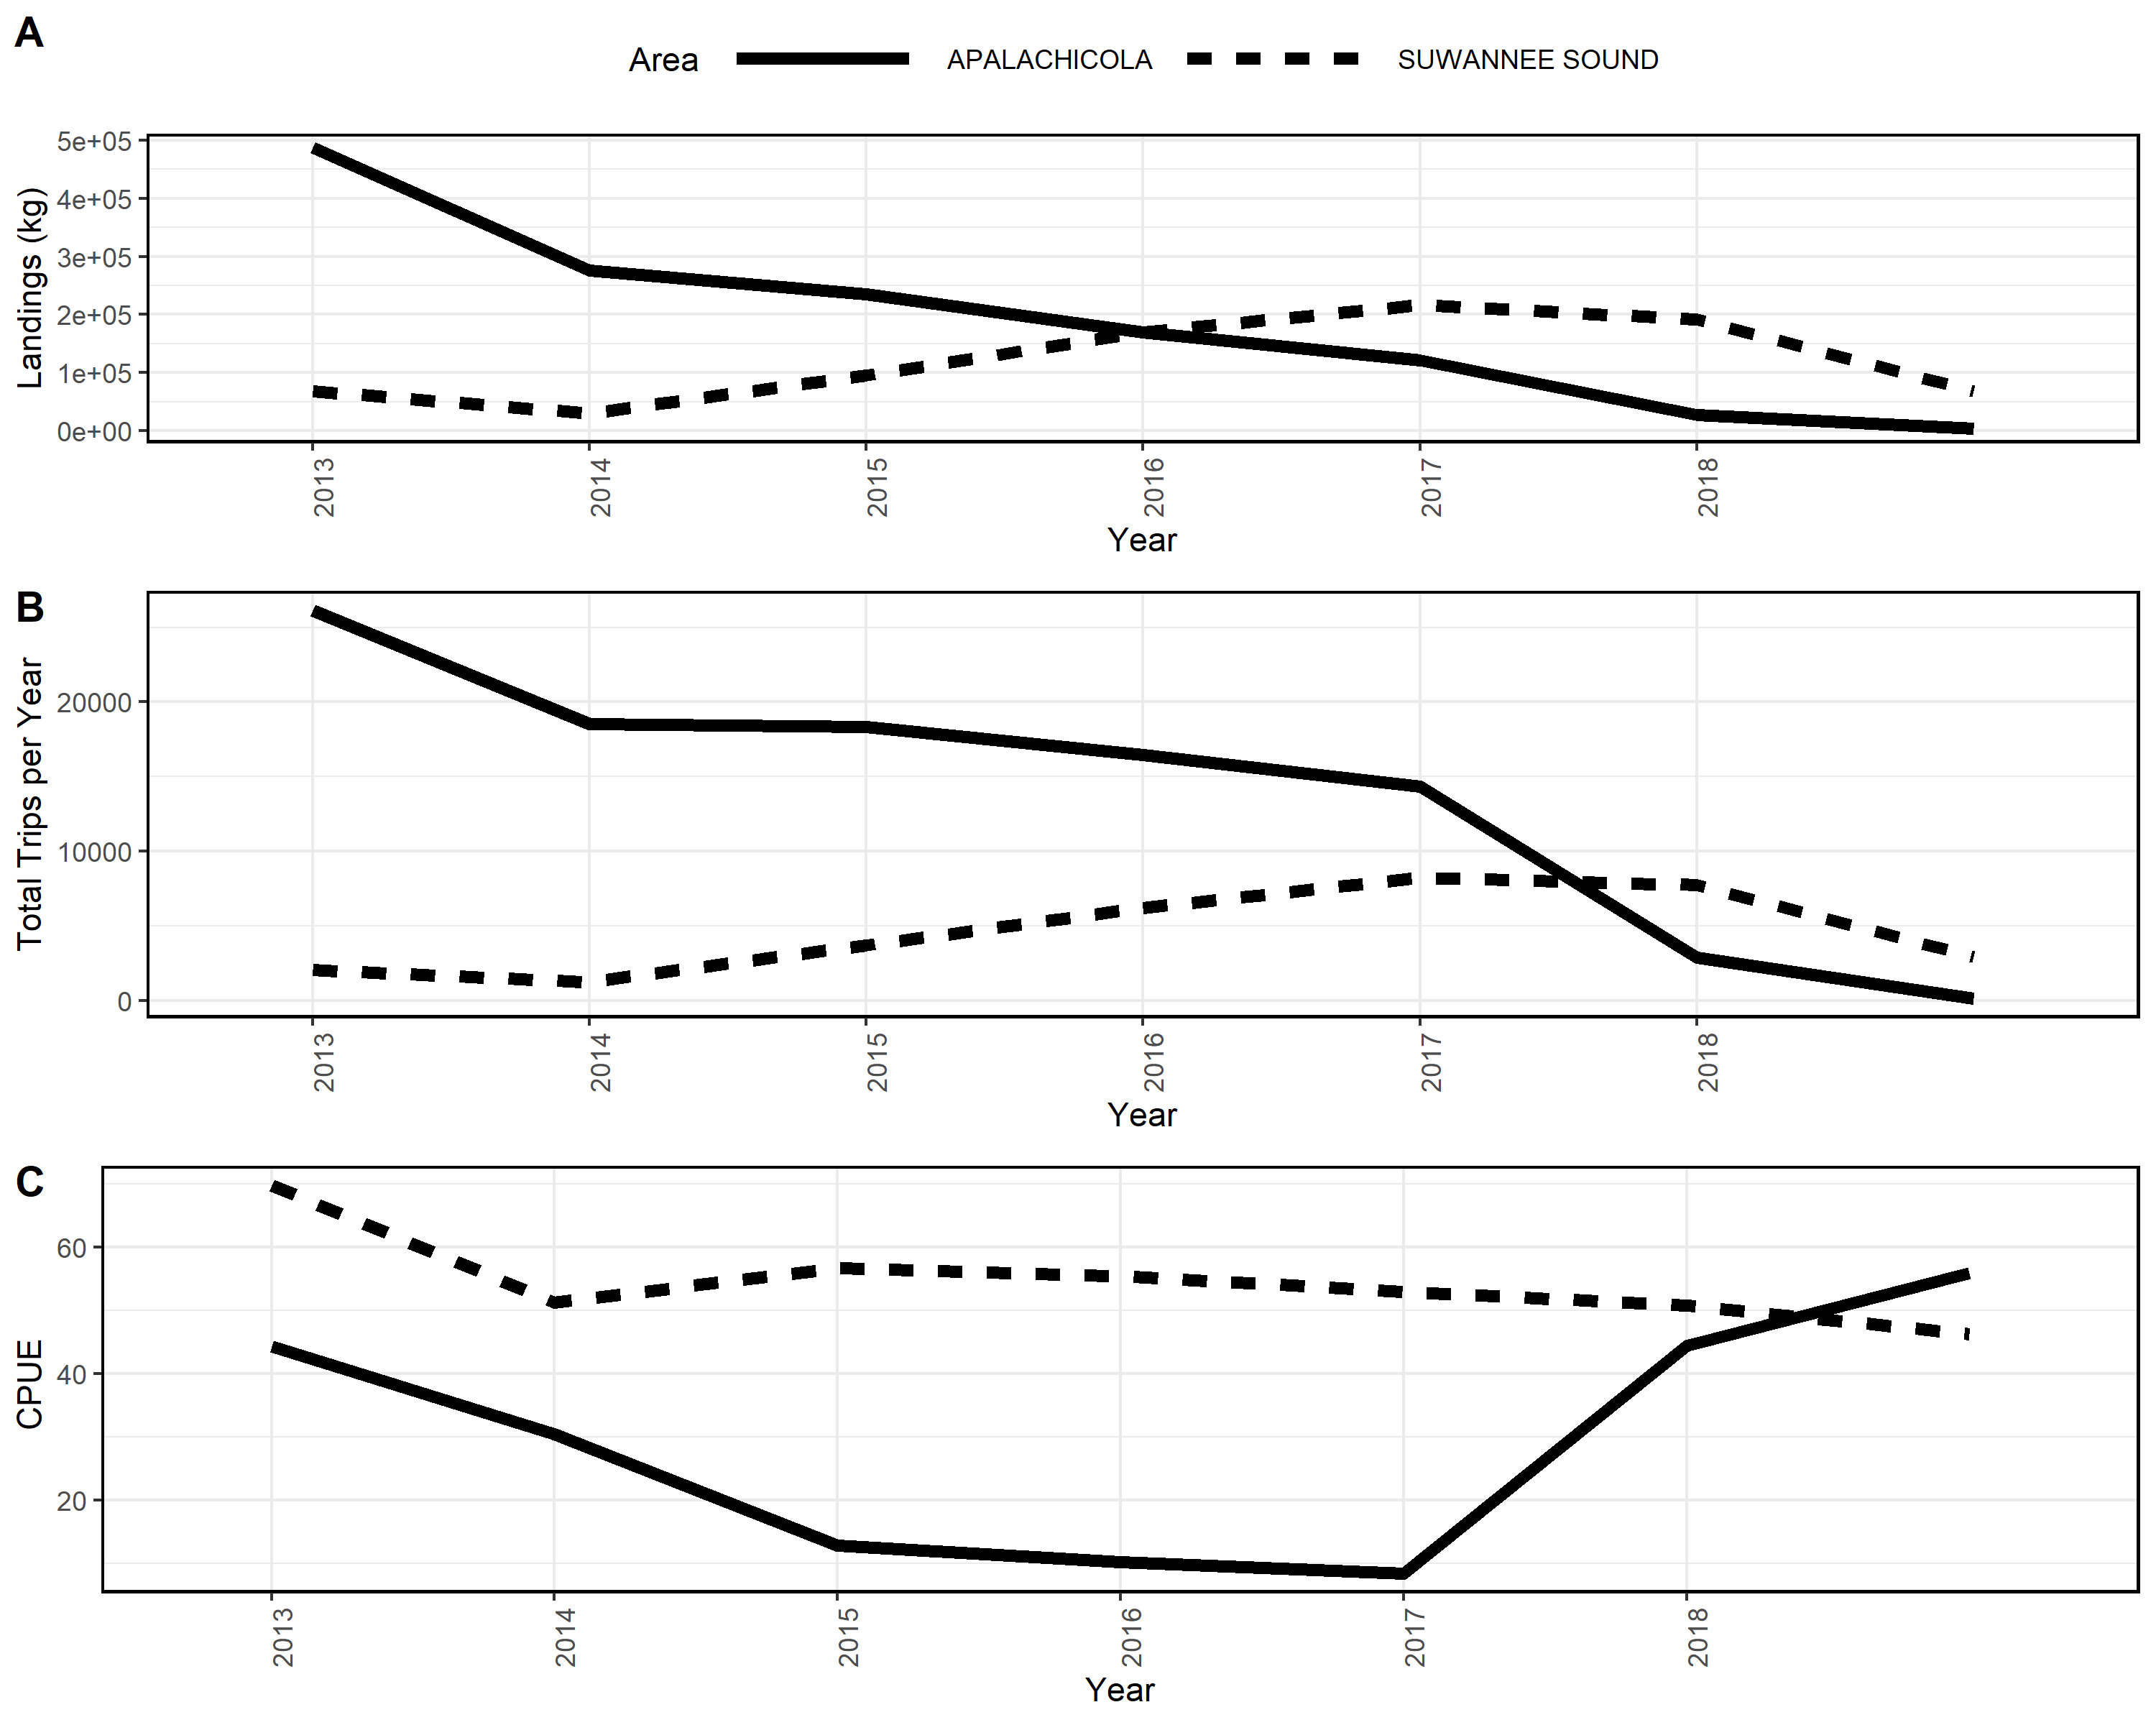 A
Area APALACHICOLA SUWANNEE SOUND
Landings (kg)
5e+05
4e+05
3e+05
2e+05
1e+05
0e+00
2013 2014 2015 2016 2017 2018
Year
B
Total Trips per Year
20000
10000
0
2013 2014 2015 2016 2017 2018
Year
C
CPUE
60
40
20
2013 2014 2015 2016 2017 2018
Year